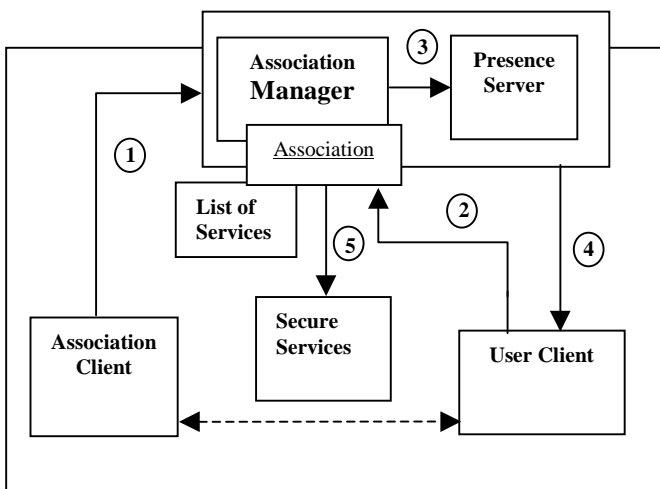 Association
Manager
3
Presence
Server
Association
1
List of
Services
2
5
4
Association
Client
Secure
Services
User Client